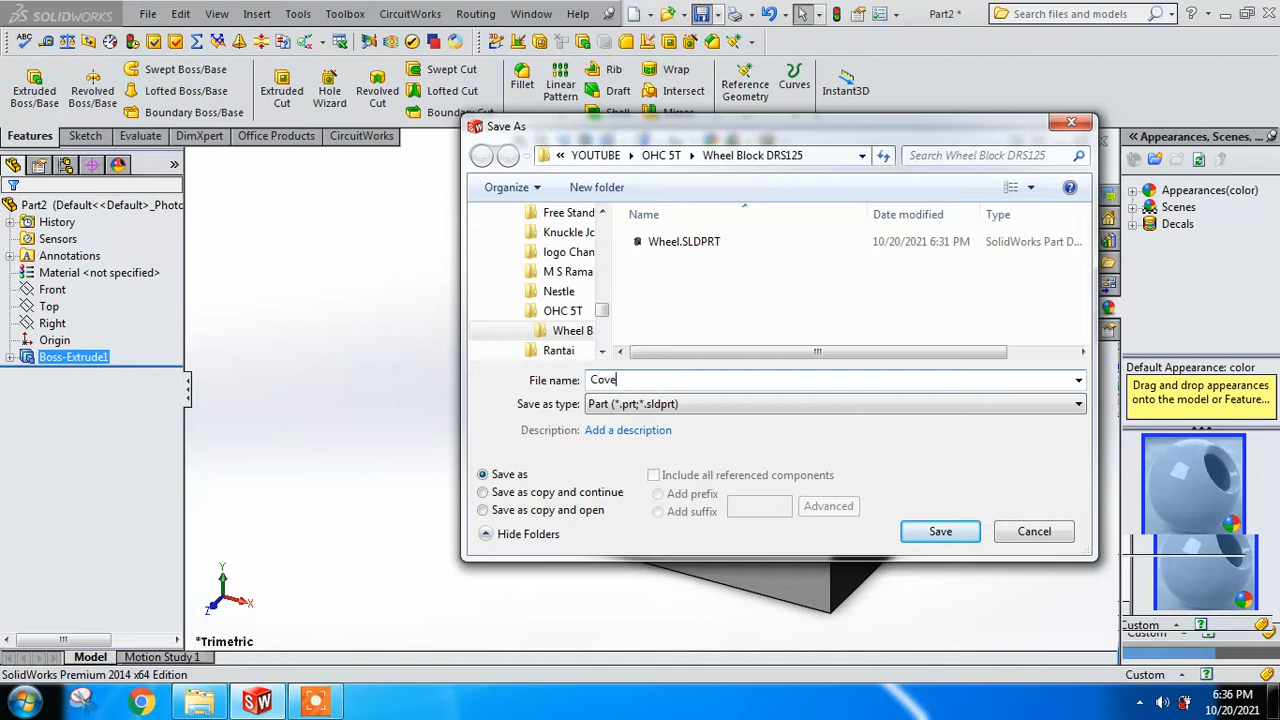 SOLIDWORKS File Edit View Insert Tools Toolbox CircuitWorks Routing Window Help Part2 * Search files and models
Extruded Boss/Base
Revolved Boss/Base
Swept Boss/Base
Lofted Boss/Base
Boundary Boss/Base
Extruded Cut
Hole Wizard
Revolved Cut
Swept Cut
Lofted Cut
Boundary Cut
Fillet
Linear Pattern
Rib
Draft
Shell
Wrap
Intersect
Mirror
Reference Geometry
Curves
Instant3D
Features Sketch Evaluate DimXpert Office Products CircuitWorks
Part2 (Default<<Default>_Photo
History
Sensors
Annotations
Material <not specified>
Front
Top
Right
Origin
Boss-Extrude1
Save As
« YOUTUBE OHC 5T Wheel Block DRS125 Search Wheel Block DRS125
Organize New folder
Name Date modified Type
Free Stand
Knuckle Jo
logo Chan
M S Rama
Nestle
OHC 5T
Wheel B
Rantai
Wheel.SLDPRT 10/20/2021 6:31 PM SolidWorks Part D...
File name: Cove
Save as type: Part (*.prt;*.sldprt)
Description: Add a description
Save as
Save as copy and continue
Save as copy and open
Include all referenced components
Add prefix
Add suffix
Advanced
Hide Folders
Save Cancel
Appearances, Scenes,
Appearances(color)
Scenes
Decals
Default Appearance: color
Drag and drop appearances
onto the model or Feature...
Custom
Custom
Y
X
Z
*Trimetric
Model Motion Study 1
SolidWorks Premium 2014 x64 Edition
Custom
6:36 PM
10/20/2021